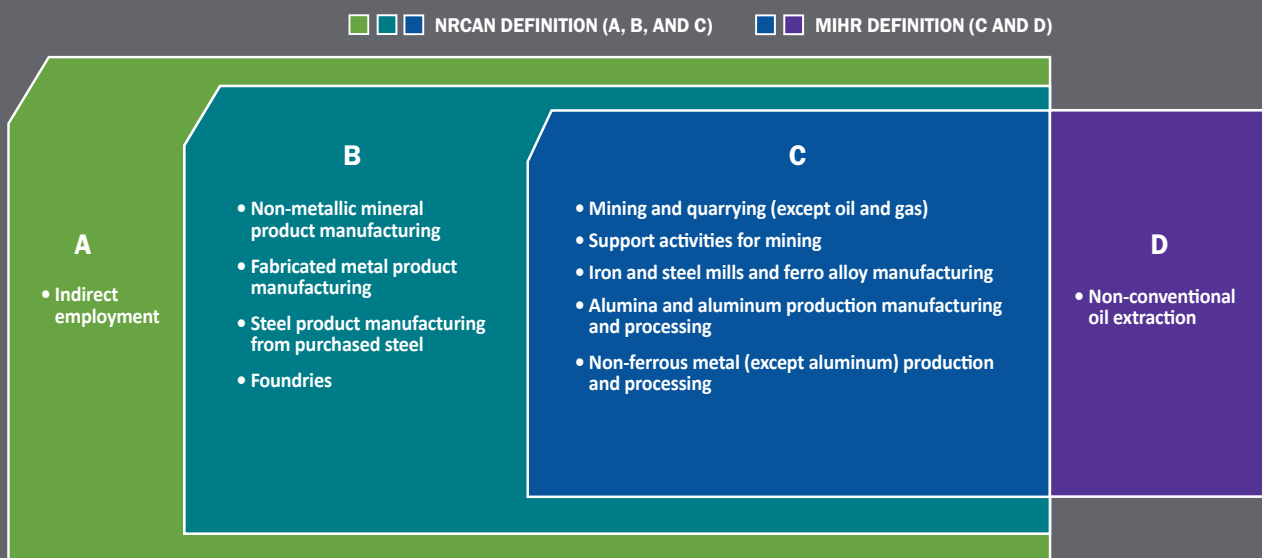 NRCAN DEFINITION (A, B, AND C) MIHR DEFINITION (C AND D)
A
• Indirect
employment
B
• Non-metallic mineral
product manufacturing
• Fabricated metal product
manufacturing
• Steel product manufacturing
from purchased steel
• Foundries
C
• Mining and quarrying (except oil and gas)
• Support activities for mining
• Iron and steel mills and ferro alloy manufacturing
• Alumina and aluminum production manufacturing
and processing
• Non-ferrous metal (except aluminum) production
and processing
D
• Non-conventional
oil extraction